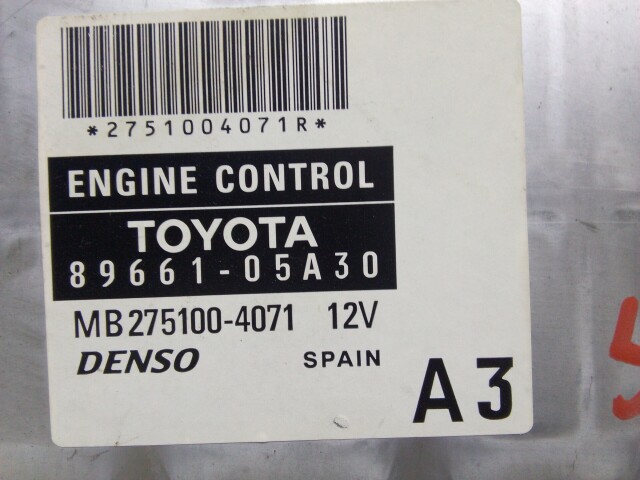 *2751004071R*
ENGINE CONTROL
TOYOTA
89661-05A30
MB275100-4071 12V
DENSO SPAIN
A3